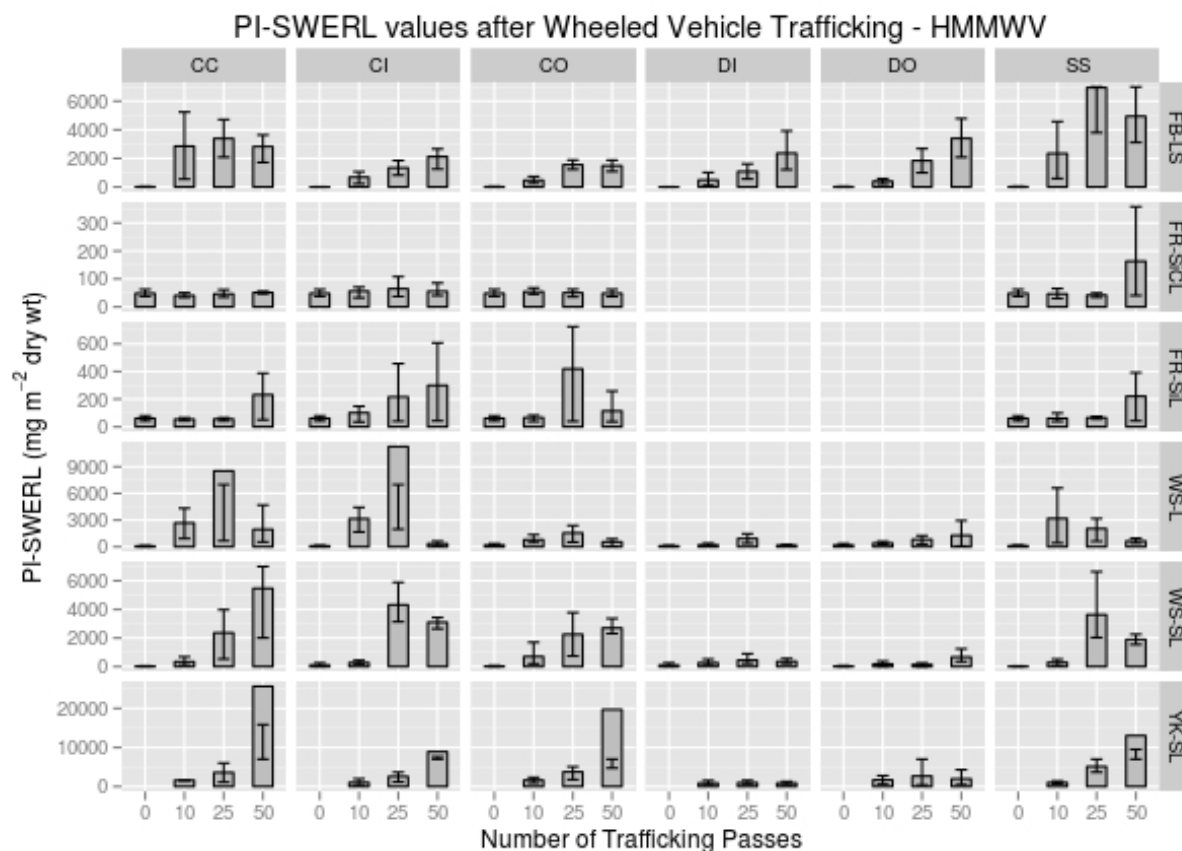 PI-SWERL values after Wheeled Vehicle Trafficking - HMMWV
CC CI CO DI DO SS
6000
4000
2000
0
FB-LS
300
200
100
0
FR-SiCL
600
400
200
0
FR-SiL
9000
6000
3000
0
WS-L
6000
4000
2000
0
WS-SL
20000
10000
0
YK-SL
PI-SWERL (mg m⁻² dry wt)
0 10 25 50 0 10 25 50 0 10 25 50 0 10 25 50 0 10 25 50 0 10 25 50
Number of Trafficking Passes